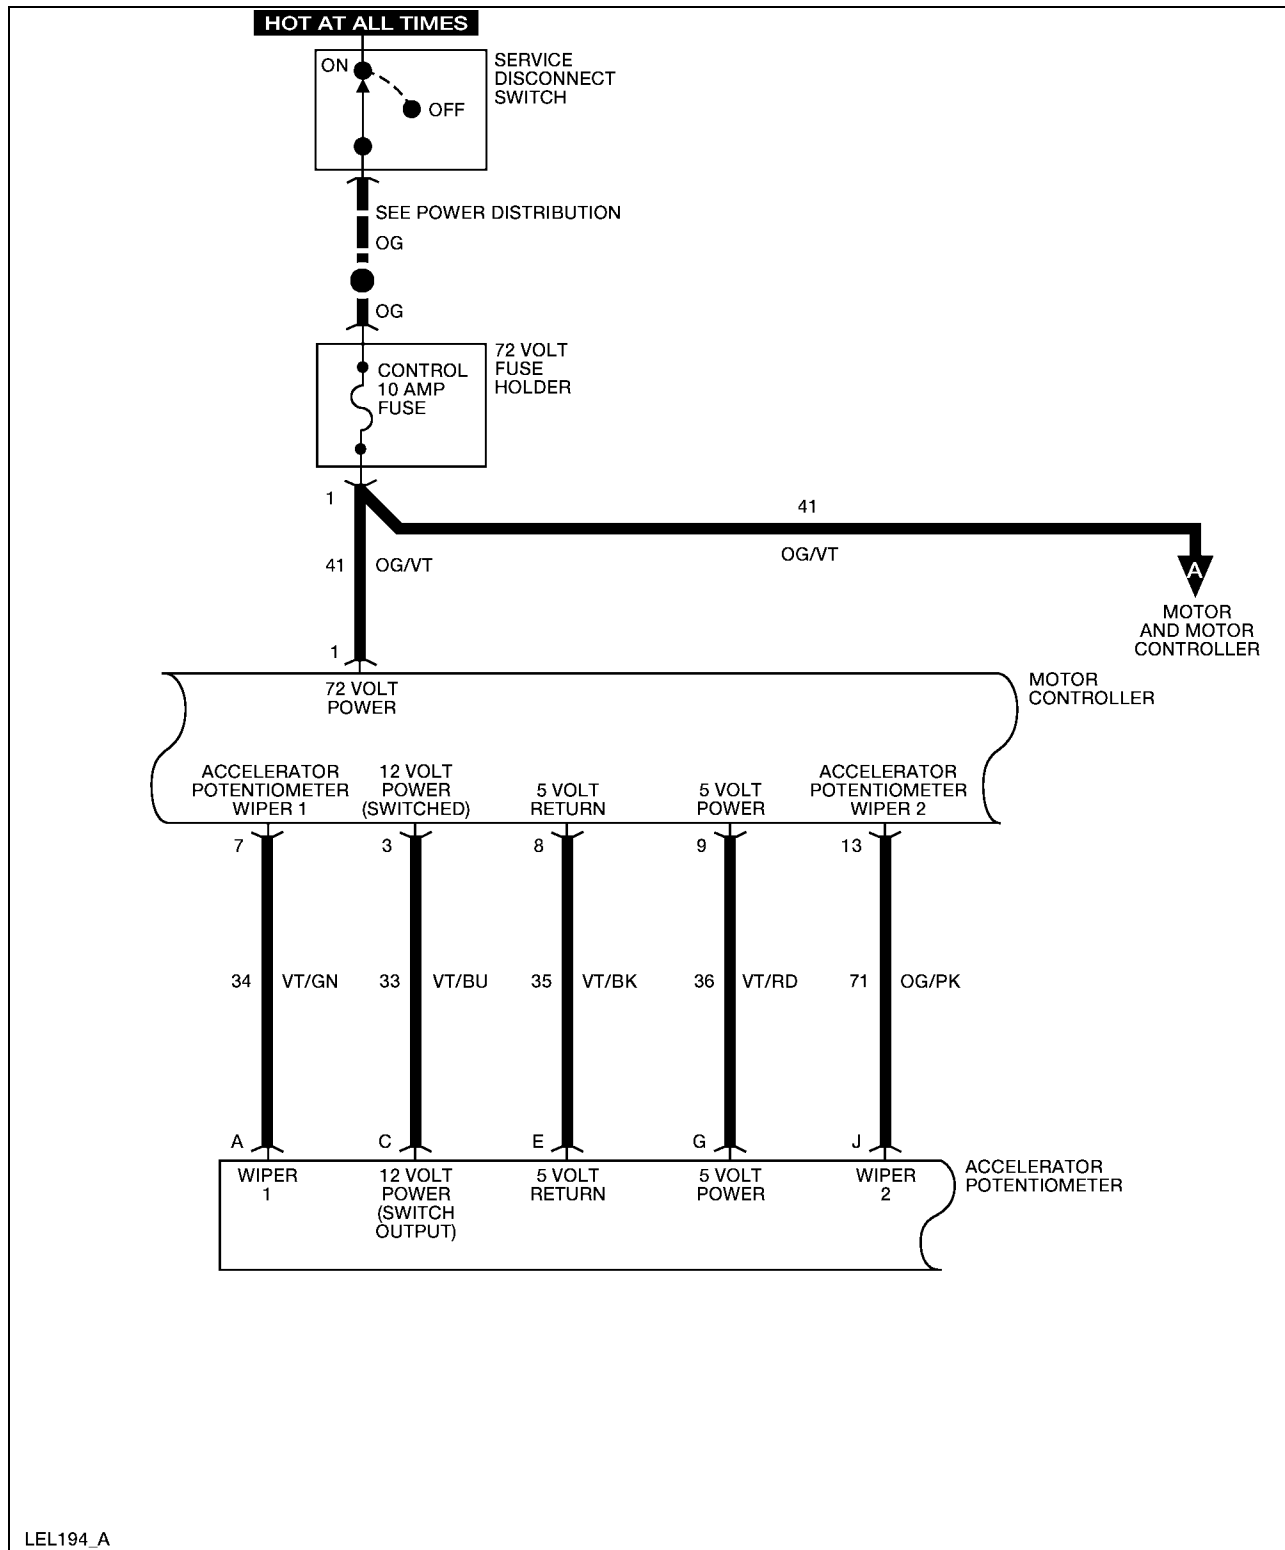 HOT AT ALL TIMES
ON
OFF
SERVICE
DISCONNECT
SWITCH
SEE POWER DISTRIBUTION
OG
OG
CONTROL
10 AMP
FUSE
72 VOLT
FUSE
HOLDER
1
41
OG/VT
41
OG/VT
A
MOTOR
AND MOTOR
CONTROLLER
1
72 VOLT
POWER
MOTOR
CONTROLLER
ACCELERATOR
POTENTIOMETER
WIPER 1
12 VOLT
POWER
(SWITCHED)
5 VOLT
RETURN
5 VOLT
POWER
ACCELERATOR
POTENTIOMETER
WIPER 2
7
3
8
9
13
34
VT/GN
33
VT/BU
35
VT/BK
36
VT/RD
71
OG/PK
A
C
E
G
J
WIPER
1
12 VOLT
POWER
(SWITCH
OUTPUT)
5 VOLT
RETURN
5 VOLT
POWER
WIPER
2
ACCELERATOR
POTENTIOMETER
LEL194_A